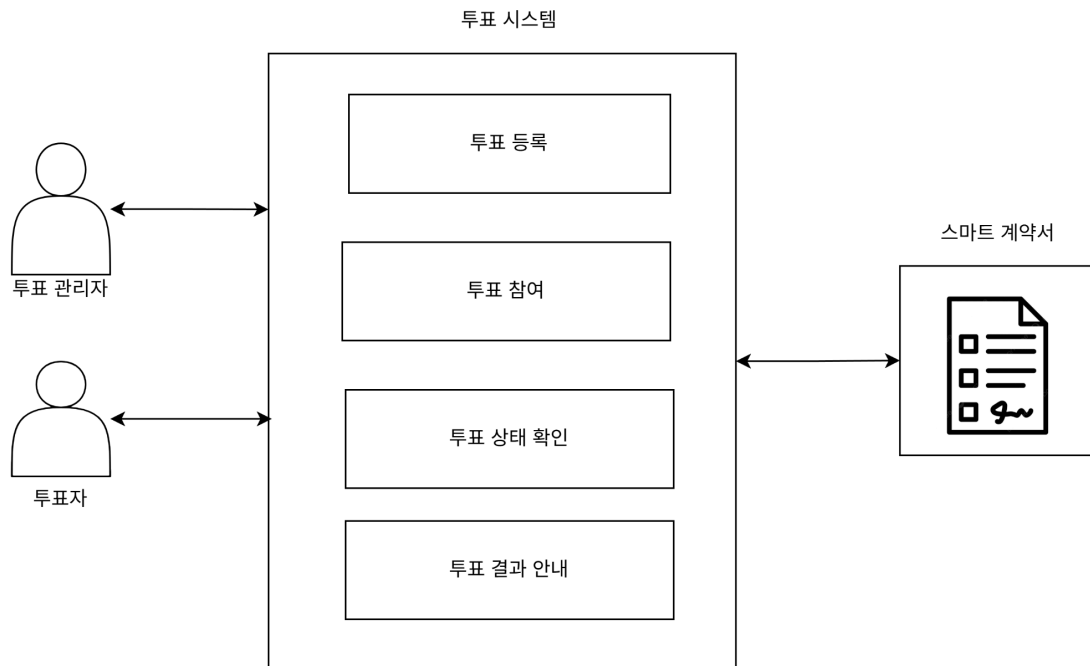 투표 시스템
투표 등록
투표 관리자
투표 참여
스마트 계약서
투표 상태 확인
투표자
투표 결과 안내